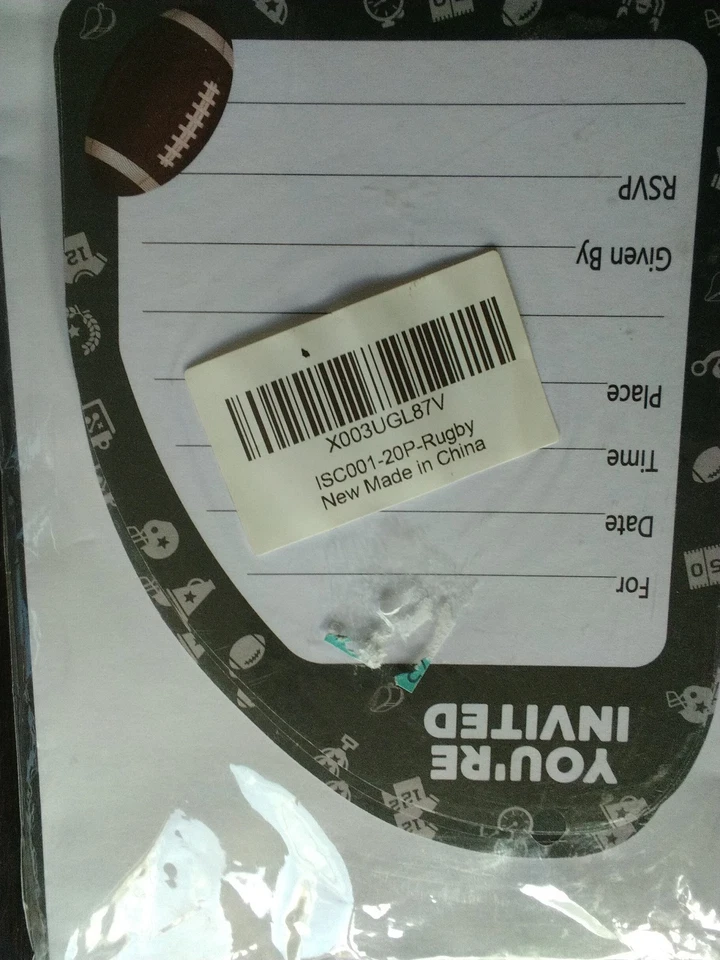 YOU'RE
INVITED
For
Date
Time
Place
Given By
RSVP
X003UGL87V
ISC001-20P-Rugby
New Made in China